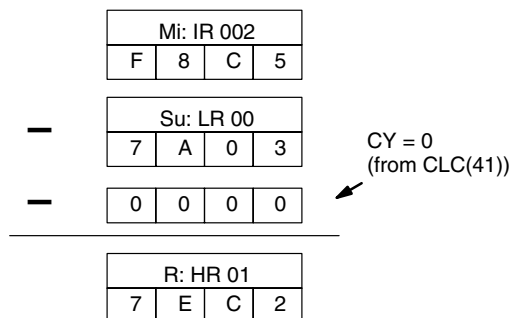 Mi: IR 002
F 8 C 5
Su: LR 00
7 A 0 3
CY = 0
(from CLC(41))
0 0 0 0
R: HR 01
7 E C 2